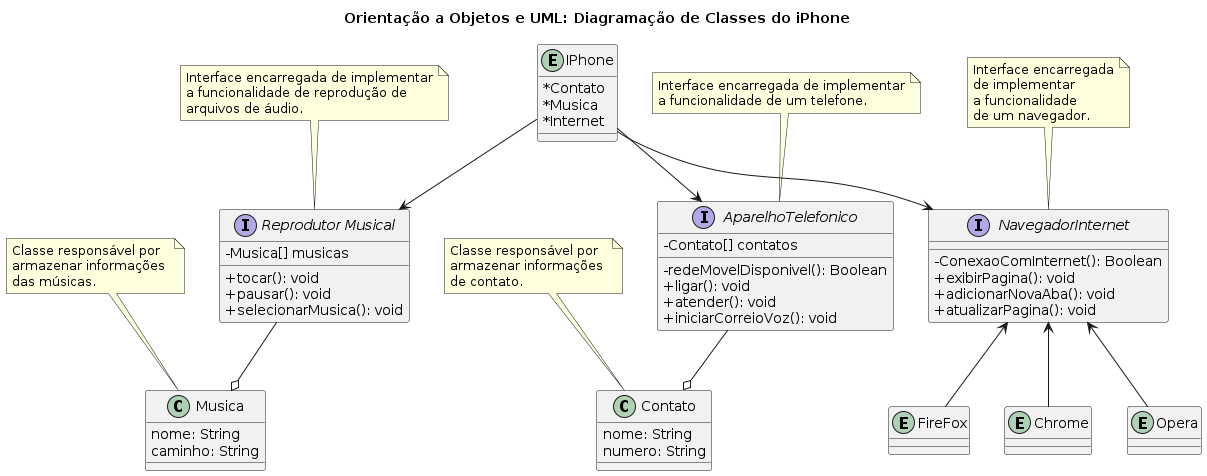 Orientação a Objetos e UML: Diagramação de Classes do iPhone
E IPhone
*Contato
*Musica
*Internet
Interface encarregada de implementar
a funcionalidade de reprodução de
arquivos de áudio.
Interface encarregada de implementar
a funcionalidade de um telefone.
Interface encarregada
de implementar
a funcionalidade
de um navegador.
I Reprodutor Musical
-Musica[] musicas
+tocar(): void
+pausar(): void
+selecionarMusica(): void
I AparelhoTelefonico
-Contato[] contatos
-redeMovelDisponivel(): Boolean
+ligar(): void
+atender(): void
+iniciarCorreioVoz(): void
I NavegadorInternet
-ConexaoComInternet(): Boolean
+exibirPagina(): void
+adicionarNovaAba(): void
+atualizarPagina(): void
Classe responsável por
armazenar informações
das músicas.
Classe responsável por
armazenar informações
de contato.
C Musica
nome: String
caminho: String
C Contato
nome: String
numero: String
E FireFox
E Chrome
E Opera